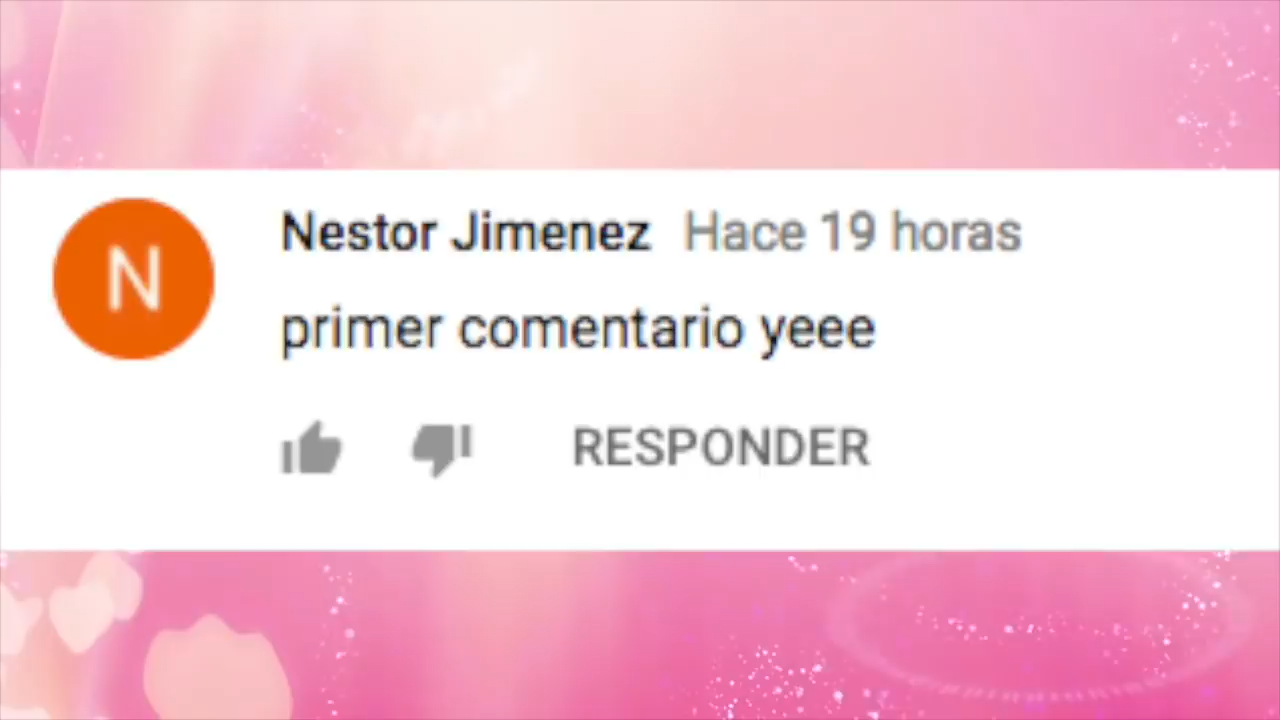 N
Nestor Jimenez Hace 19 horas
primer comentario yeee
RESPONDER